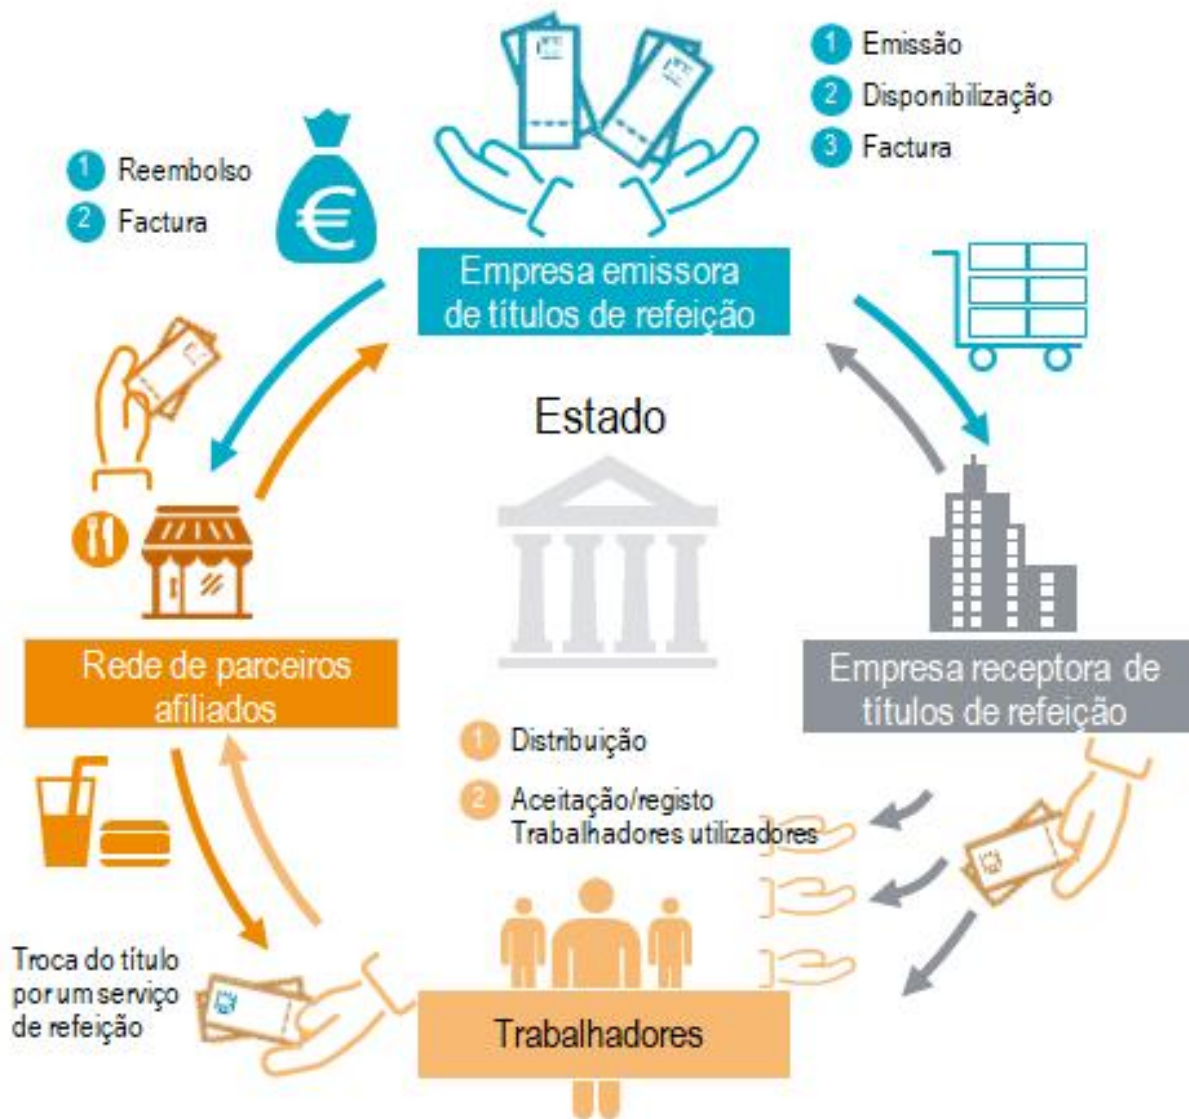 1 Emissão
2 Disponibilização
3 Factura
1 Reembolso
2 Factura
€
Empresa emissora
de títulos de refeição
Estado
Rede de parceiros
afiliados
Empresa receptora de
títulos de refeição
1 Distribuição
2 Aceitação/registo
Trabalhadores utilizadores
Troca do título
por um serviço
de refeição
Trabalhadores